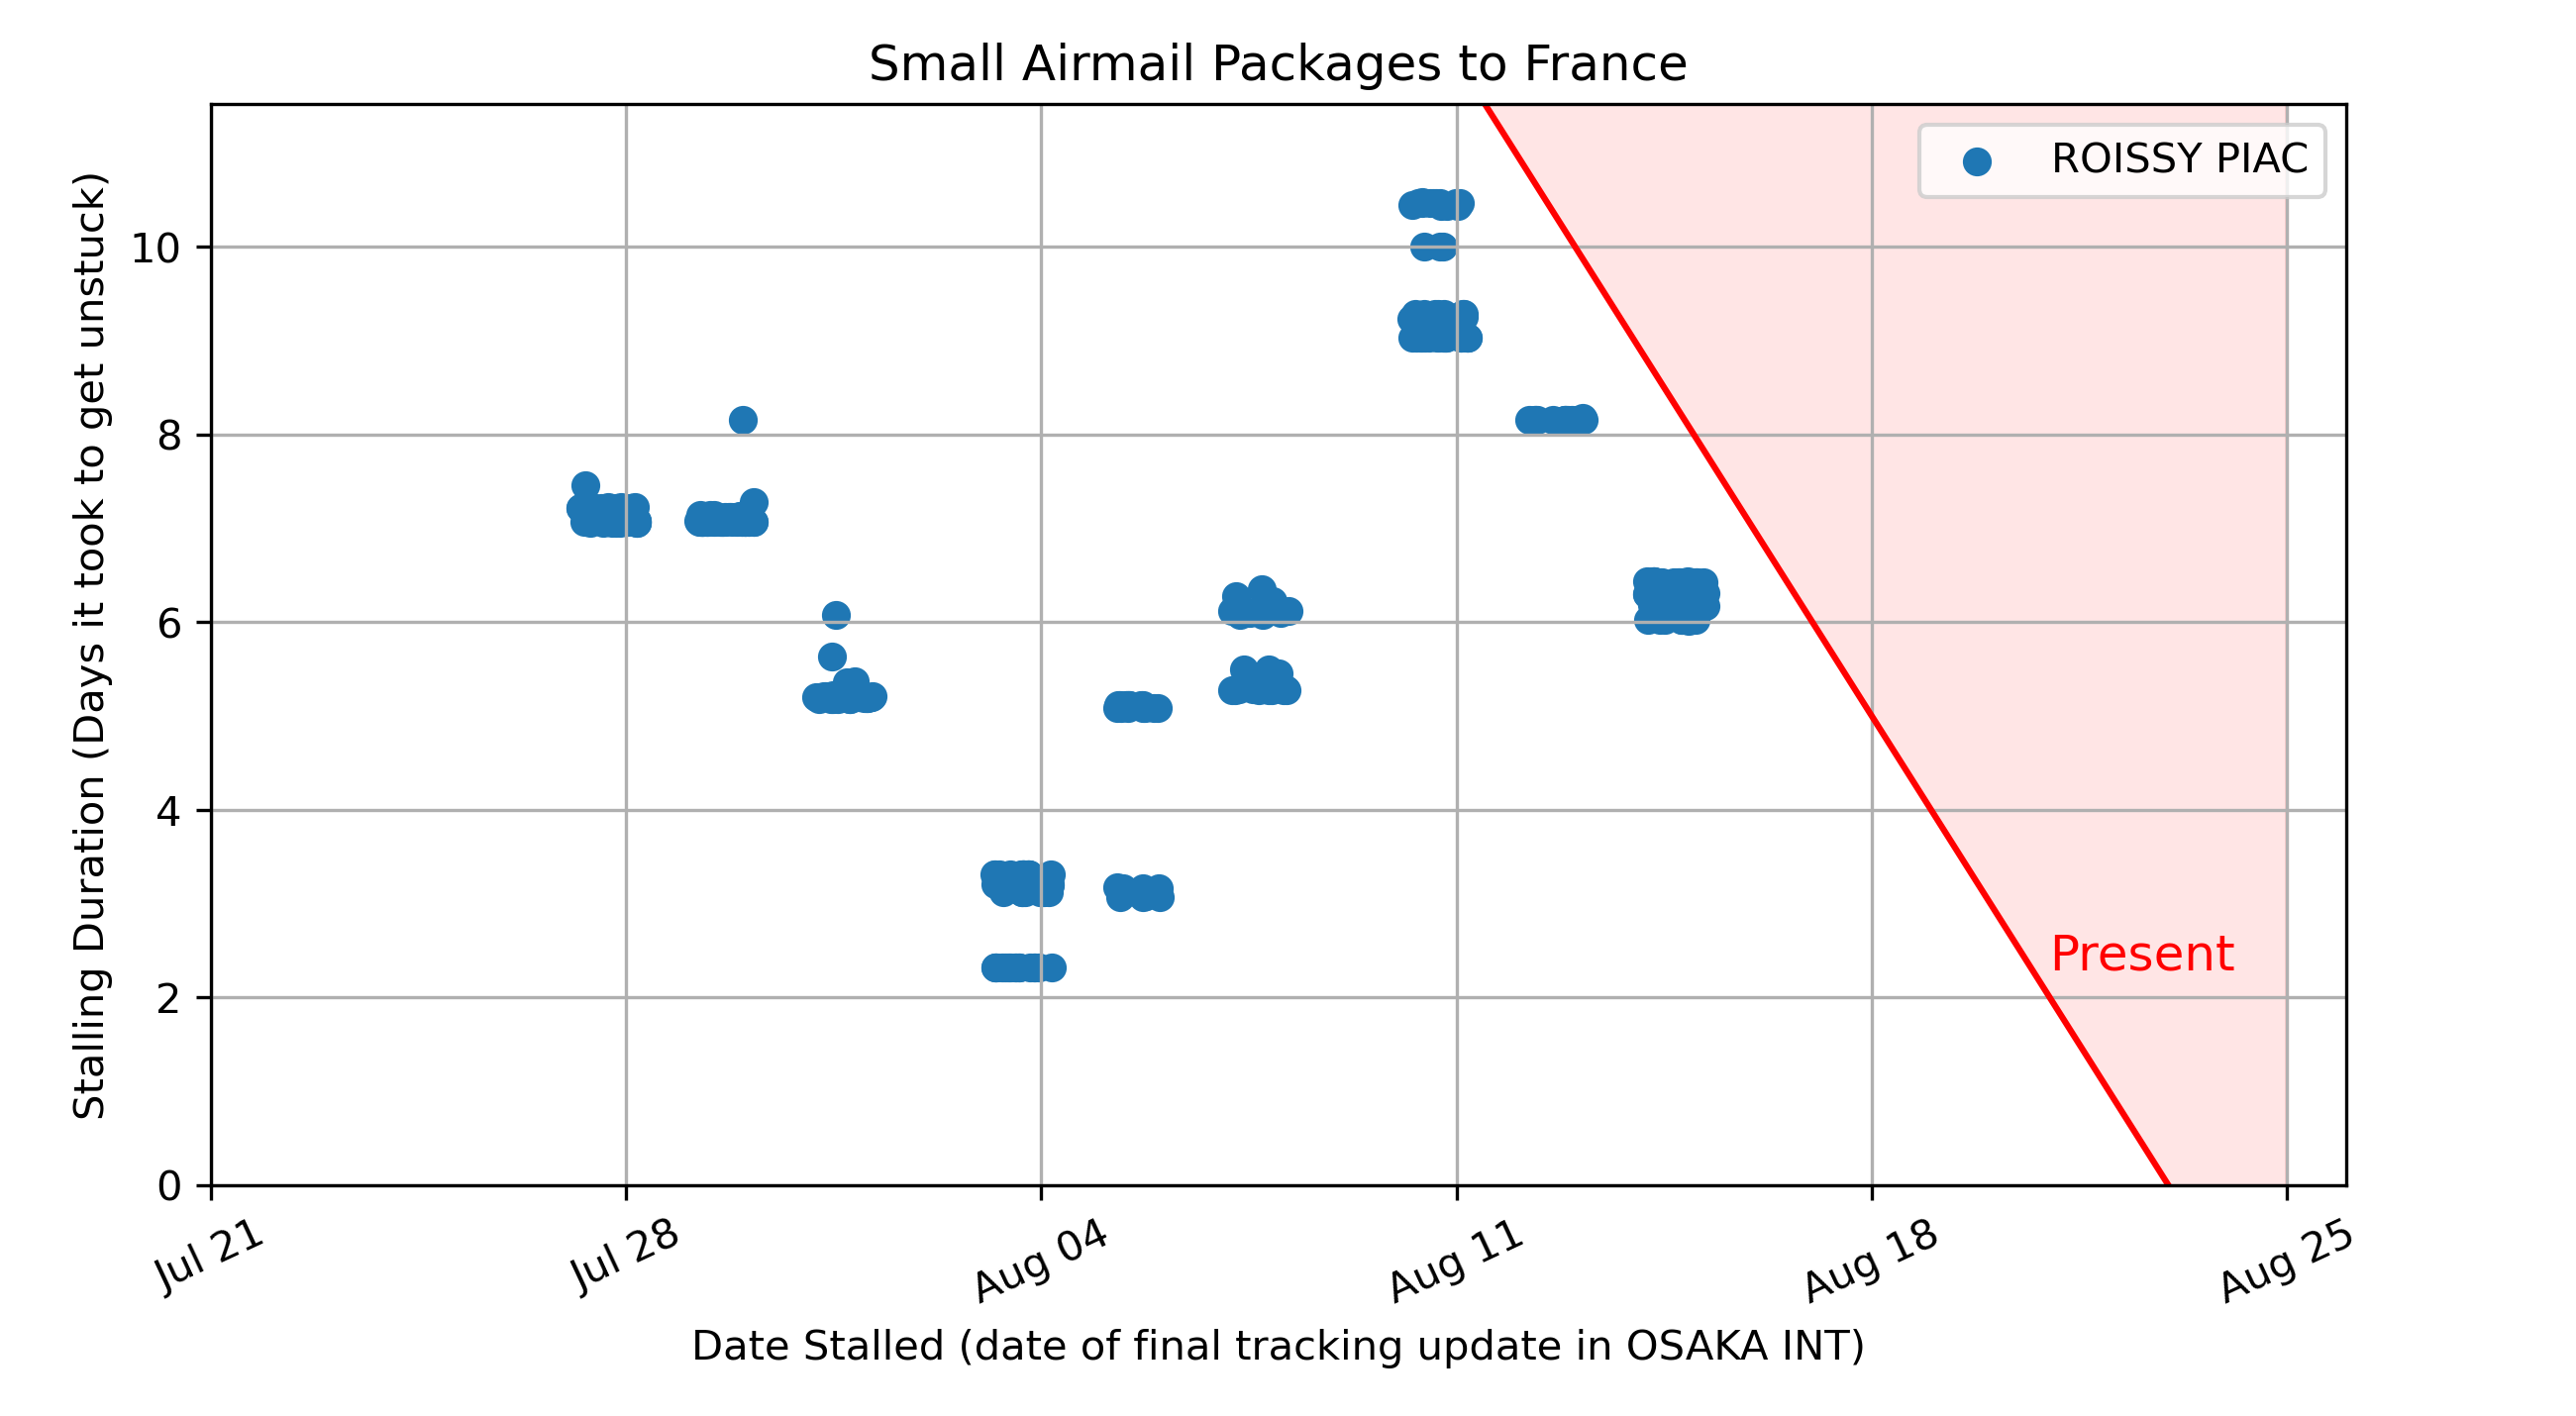 Small Airmail Packages to France
ROISSY PIAC
Stalling Duration (Days it took to get unstuck)
10
8
6
4
2
0
Present
Jul 21
Jul 28
Aug 04
Aug 11
Aug 18
Aug 25
Date Stalled (date of final tracking update in OSAKA INT)